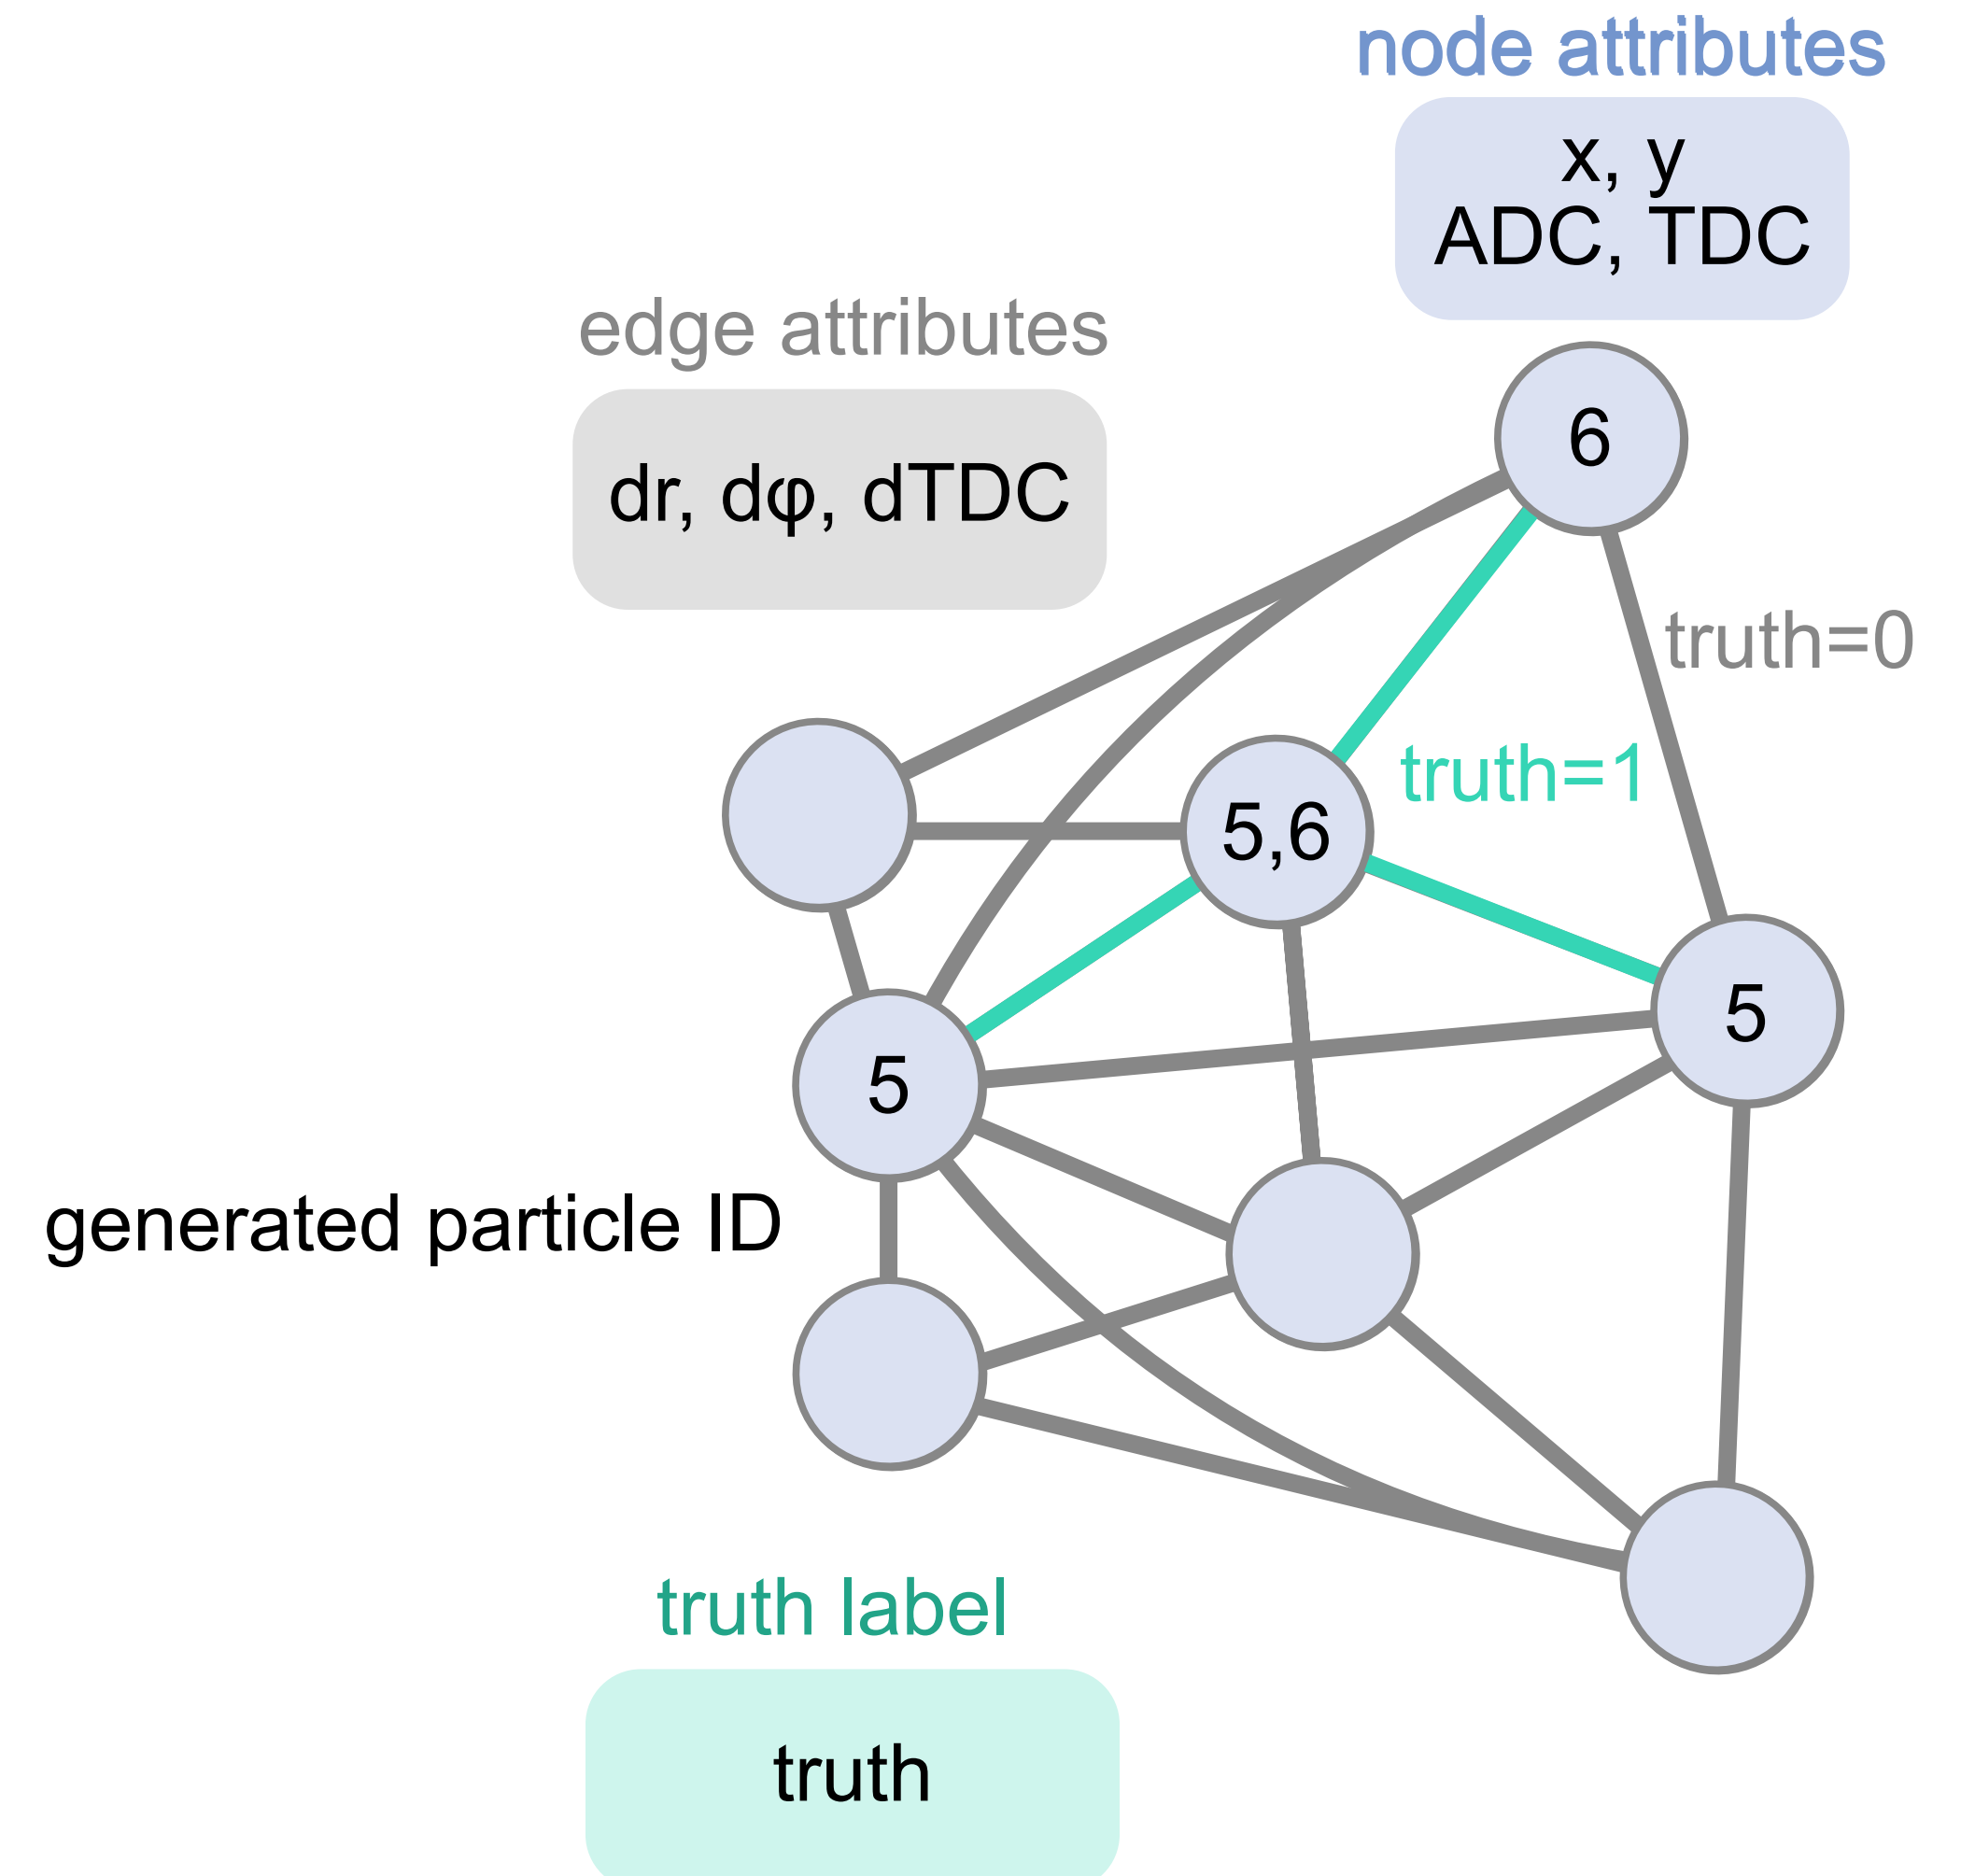 node attributes
x, y
ADC, TDC
edge attributes
dr, dφ, dTDC
6
truth=0
truth=1
5,6
5
5
generated particle ID
truth label
truth